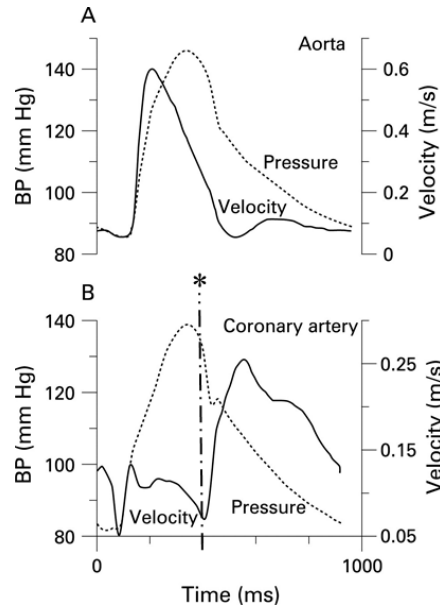 A
Aorta
BP (mm Hg)
140
120
100
80
0.6
0.4
0.2
0
Velocity (m/s)
Pressure
Velocity
*
B
Coronary artery
BP (mm Hg)
140
120
100
80
0.25
0.15
0.05
Velocity (m/s)
Velocity
Pressure
0
1000
Time (ms)